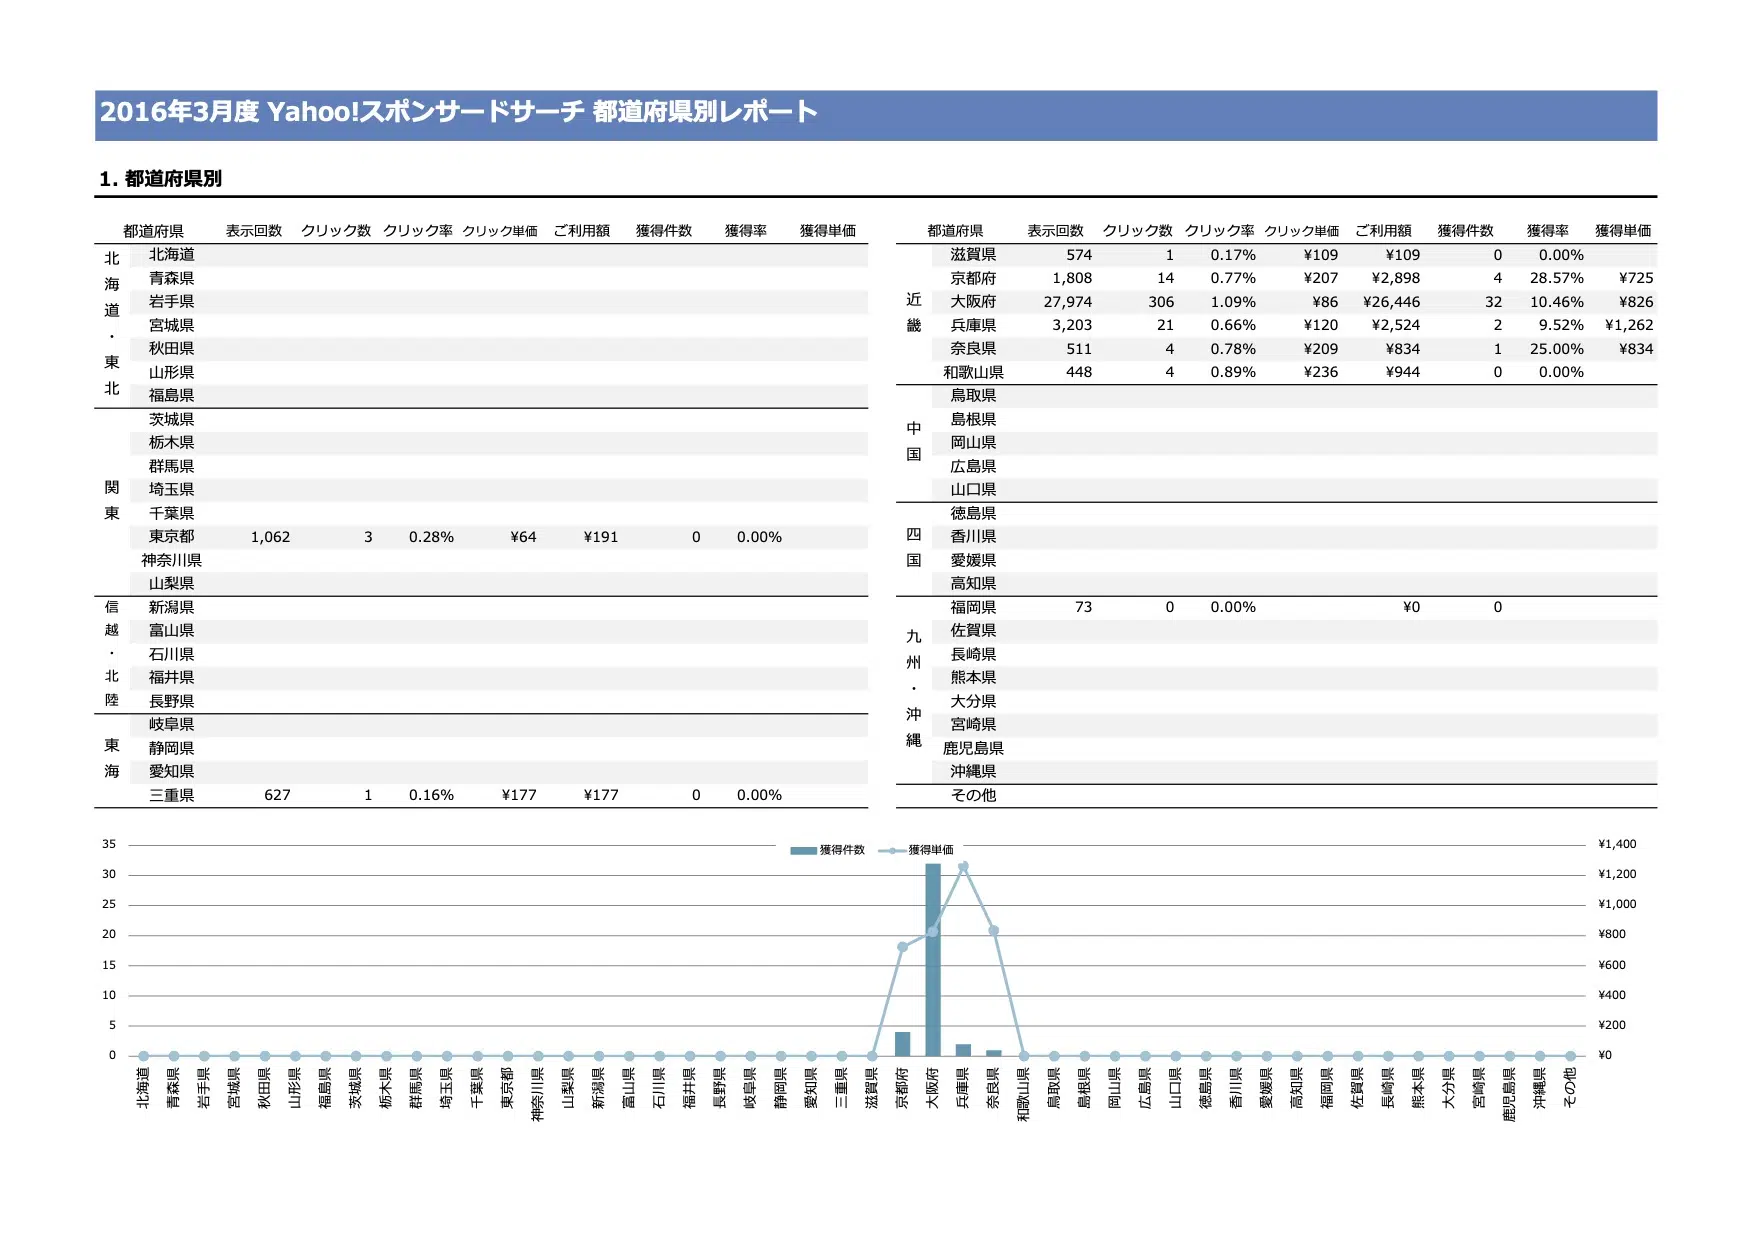 2016年3月度 Yahoo!スポンサードサーチ 都道府県別レポート
1. 都道府県別
都道府県 表示回数 クリック数 クリック率 クリック単価 ご利用額 獲得件数 獲得率 獲得単価
北海道・東北
北海道
青森県
岩手県
宮城県
秋田県
山形県
福島県
関東
茨城県
栃木県
群馬県
埼玉県
千葉県
東京都 1,062 3 0.28% ¥64 ¥191 0 0.00%
神奈川県
山梨県
信越・北陸
新潟県
富山県
石川県
福井県
長野県
東海
岐阜県
静岡県
愛知県
三重県 627 1 0.16% ¥177 ¥177 0 0.00%
都道府県 表示回数 クリック数 クリック率 クリック単価 ご利用額 獲得件数 獲得率 獲得単価
近畿
滋賀県 574 1 0.17% ¥109 ¥109 0 0.00%
京都府 1,808 14 0.77% ¥207 ¥2,898 4 28.57% ¥725
大阪府 27,974 306 1.09% ¥86 ¥26,446 32 10.46% ¥826
兵庫県 3,203 21 0.66% ¥120 ¥2,524 2 9.52% ¥1,262
奈良県 511 4 0.78% ¥209 ¥834 1 25.00% ¥834
和歌山県 448 4 0.89% ¥236 ¥944 0 0.00%
中国
鳥取県
島根県
岡山県
広島県
山口県
四国
徳島県
香川県
愛媛県
高知県
九州・沖縄
福岡県 73 0 0.00% ¥0 0
佐賀県
長崎県
熊本県
大分県
宮崎県
鹿児島県
沖縄県
その他
獲得件数 獲得単価
35
30
25
20
15
10
5
0
¥1,400
¥1,200
¥1,000
¥800
¥600
¥400
¥200
¥0
北海道
青森県
岩手県
宮城県
秋田県
山形県
福島県
茨城県
栃木県
群馬県
埼玉県
千葉県
東京都
神奈川県
山梨県
新潟県
富山県
石川県
福井県
長野県
岐阜県
静岡県
愛知県
三重県
滋賀県
京都府
大阪府
兵庫県
奈良県
和歌山県
鳥取県
島根県
岡山県
広島県
山口県
徳島県
香川県
愛媛県
高知県
福岡県
佐賀県
長崎県
熊本県
大分県
宮崎県
鹿児島県
沖縄県
その他